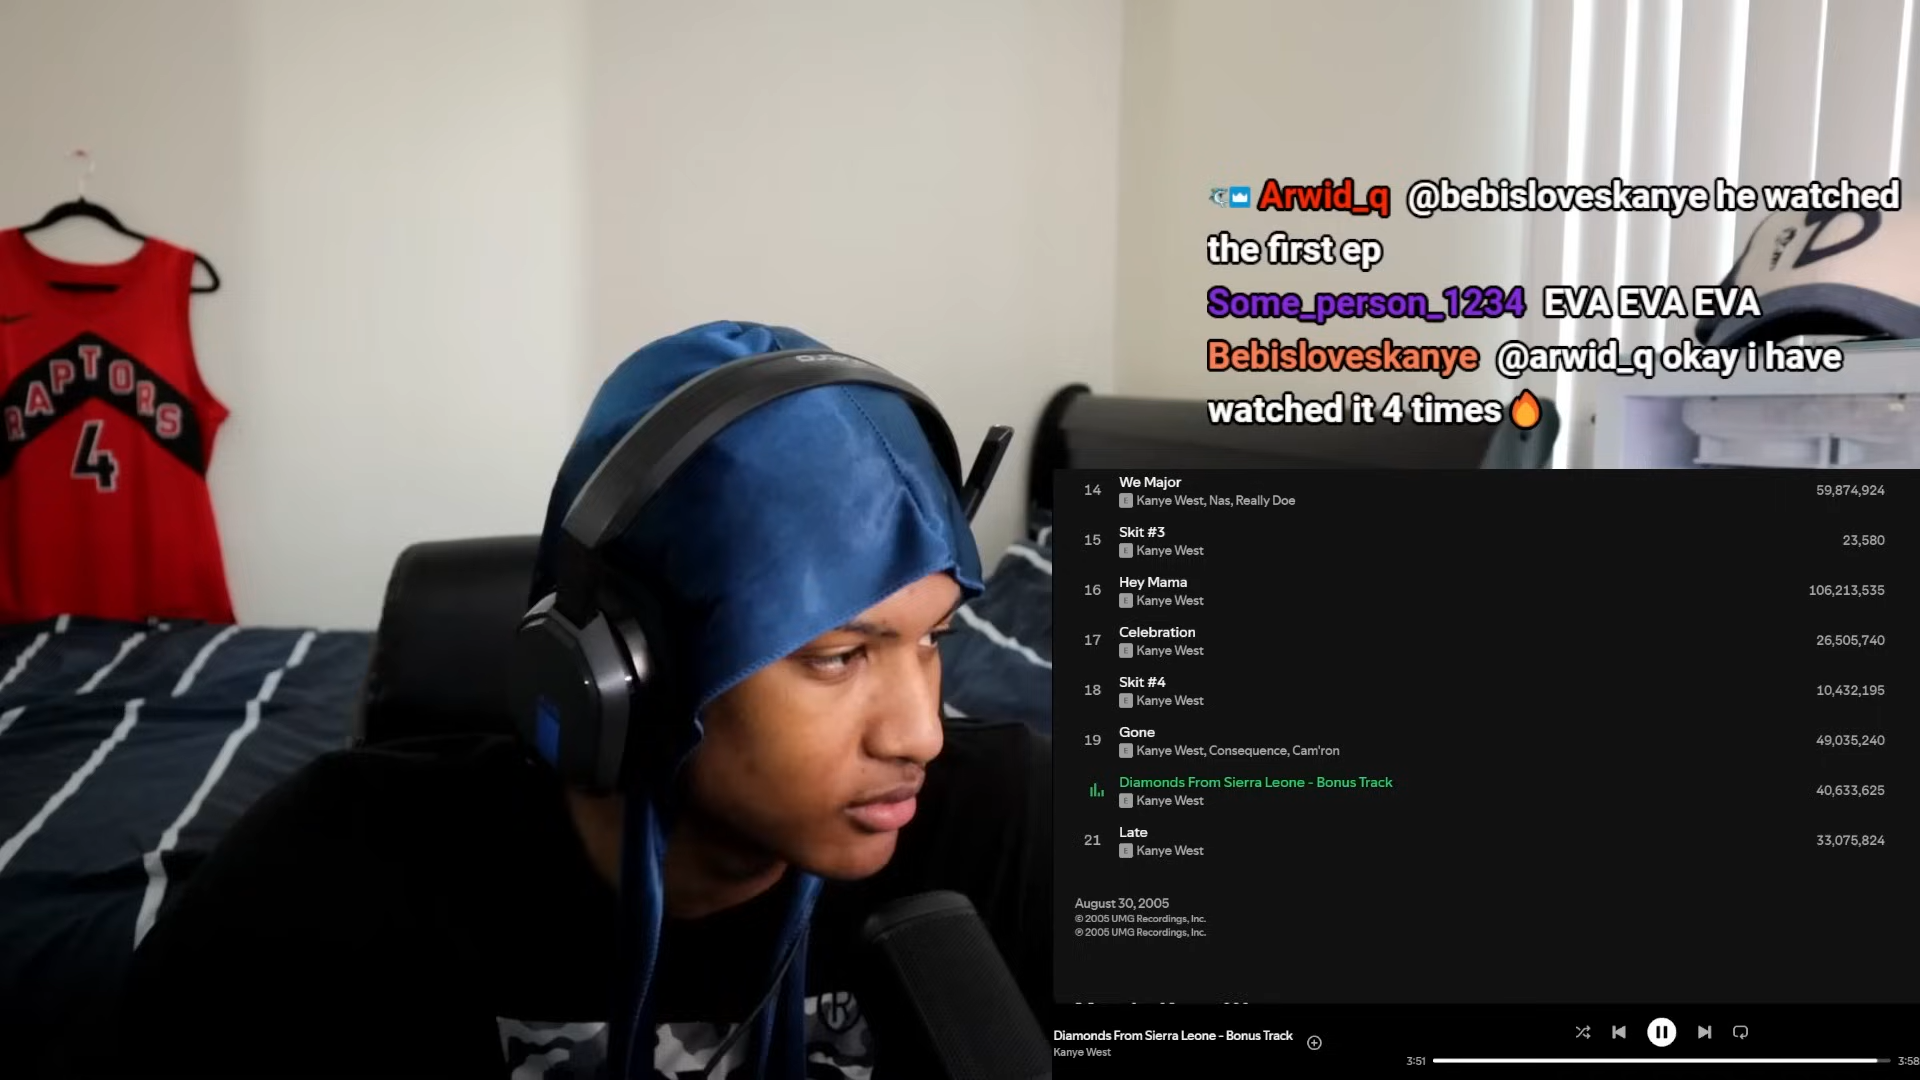 Arwid_q @bebisloveskanye he watched
the first ep
Some_person_1234 EVA EVA EVA
Bebisloveskanye @arwid_q okay i have
watched it 4 times🔥
RAPTORS
4
14 We Major 59,874,924
E Kanye West, Nas, Really Doe
15 Skit #3 23,580
E Kanye West
16 Hey Mama 106,213,535
E Kanye West
17 Celebration 26,505,740
E Kanye West
18 Skit #4 10,432,195
E Kanye West
19 Gone 49,035,240
E Kanye West, Consequence, Cam'ron
Diamonds From Sierra Leone - Bonus Track 40,633,625
E Kanye West
21 Late 33,075,824
E Kanye West
August 30, 2005
© 2005 UMG Recordings, Inc.
℗ 2005 UMG Recordings, Inc.
Diamonds From Sierra Leone - Bonus Track
Kanye West
3:51 3:58